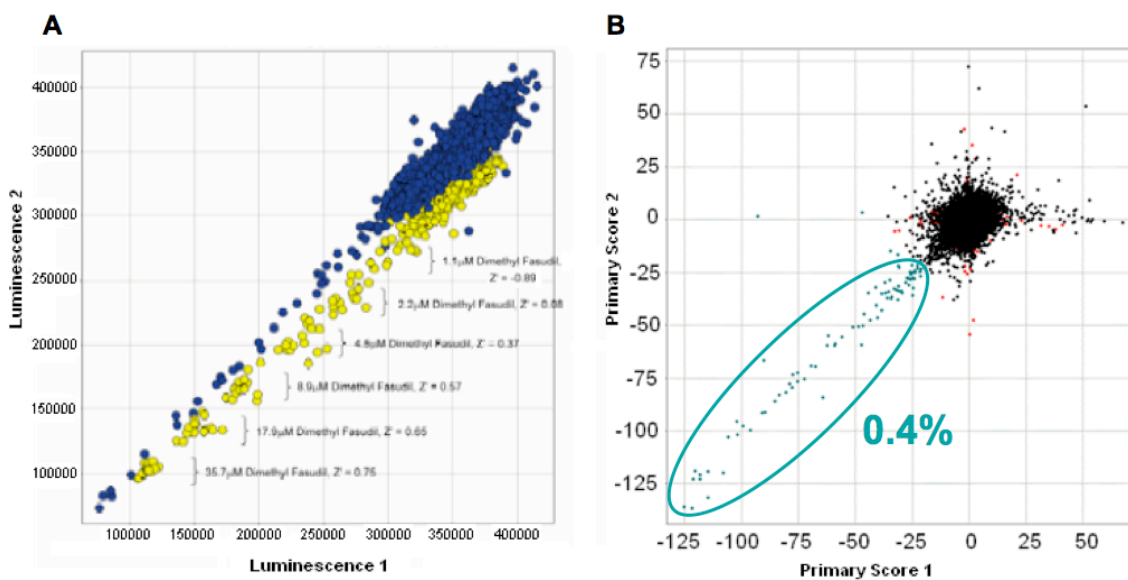 A
B
400000
350000
300000
250000
200000
150000
100000
100000 150000 200000 250000 300000 350000 400000
Luminescence 2
Luminescence 1
1.1µM Dimethyl Fasudil,
Z' = -0.89
2.2µM Dimethyl Fasudil, Z' = 0.08
4.8µM Dimethyl Fasudil, Z' = 0.37
8.9µM Dimethyl Fasudil, Z' = 0.57
17.9µM Dimethyl Fasudil, Z' = 0.65
35.7µM Dimethyl Fasudil, Z' = 0.75
75
50
25
0
-25
-50
-75
-100
-125
-125 -100 -75 -50 -25 0 25 50
Primary Score 2
Primary Score 1
0.4%